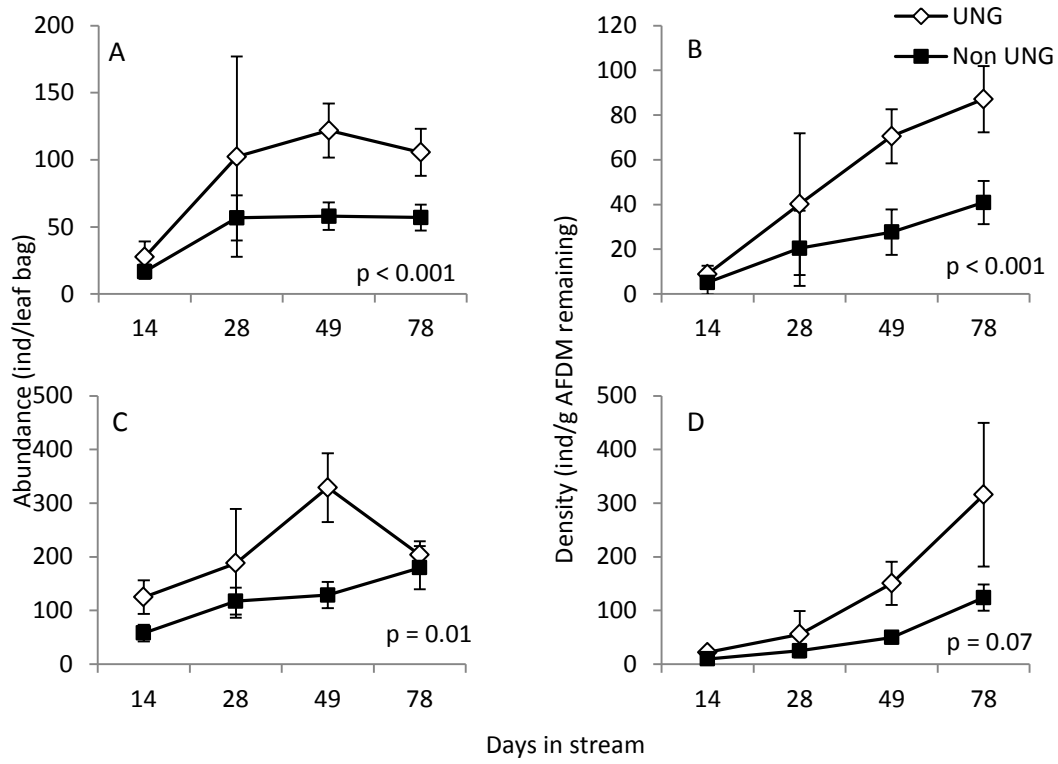 UNG
Non UNG
A
200
150
100
50
0
14 28 49 78
p < 0.001
B
120
100
80
60
40
20
0
14 28 49 78
p < 0.001
C
500
400
300
200
100
0
14 28 49 78
p = 0.01
D
500
400
300
200
100
0
14 28 49 78
p = 0.07
Abundance (ind/leaf bag)
Density (ind/g AFDM remaining)
Days in stream